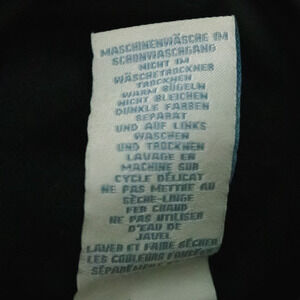 MASCHINENWÄSCHE IM
SCHONWASCHGANG
NICHT IM
WÄSCHETROCKNER
TROCKNEN
WARM BÜGELN
NICHT BLEICHEN
DUNKLE FARBEN
SEPARAT
UND AUF LINKS
WASCHEN
UND TROCKNEN
LAVAGE EN
MACHINE SUR
CYCLE DÉLICAT
NE PAS METTRE AU
SÈCHE-LINGE
FER CHAUD
NE PAS UTILISER
D'EAU DE
JAVEL
LAVER ET FAIRE SÉCHER
LES COULEURS FONCÉES
SÉPARÉMENT ET